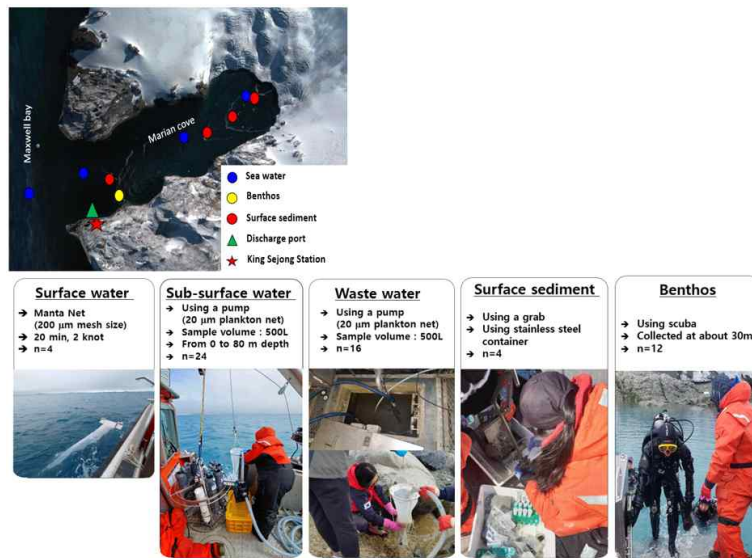 Maxwell bay
Marian cove
Sea water
Benthos
Surface sediment
Discharge port
King Sejong Station
Surface water
→ Manta Net
(200 μm mesh size)
→ 20 min, 2 knot
→ n=4
Sub-surface water
→ Using a pump
(20 μm plankton net)
→ Sample volume : 500L
→ From 0 to 80 m depth
→ n=24
Waste water
→ Using a pump
(20 μm plankton net)
→ Sample volume : 500L
→ n=16
Surface sediment
→ Using a grab
→ Using stainless steel
container
→ n=4
Benthos
→ Using scuba
→ Collected at about 30m
→ n=12